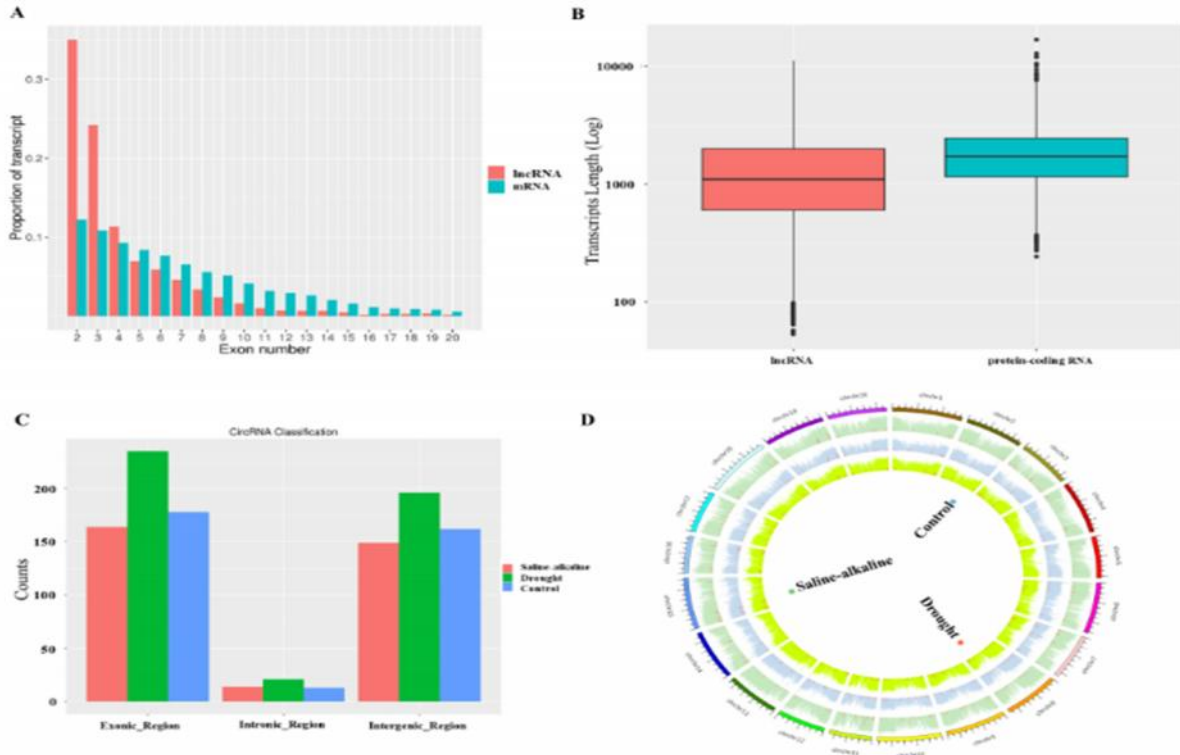 A
Proportion of transcript
0.3
0.2
0.1
2 3 4 5 6 7 8 9 10 11 12 13 14 15 16 17 18 19 20
Exon number
lncRNA
mRNA
B
Transcripts Length (Log)
10000
1000
100
lncRNA
protein-coding RNA
C
CircRNA Classification
Counts
200
150
100
50
0
Exonic_Region
Intronic_Region
Intergenic_Region
Saline-alkaline
Drought
Control
D
Control
Saline-alkaline
Drought